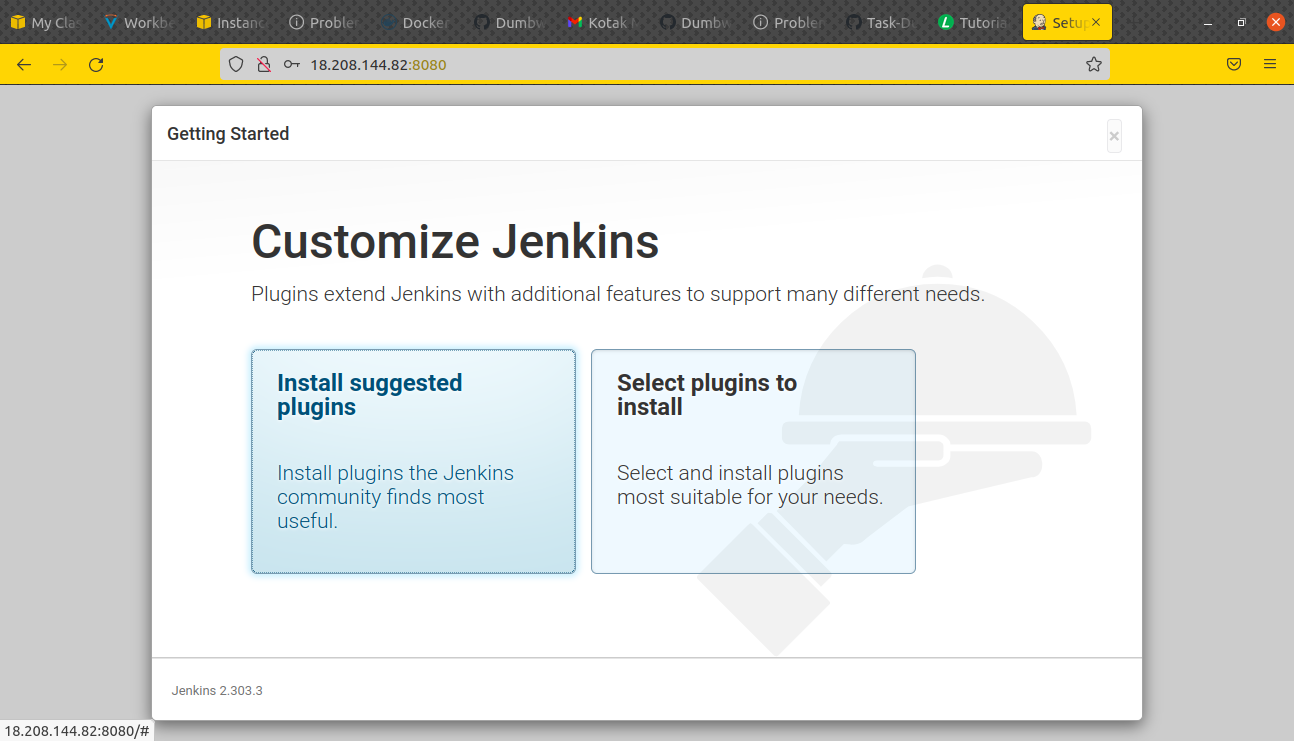 My Clas
Workbe
Instanc
Problem
Docker
Dumbw
Kotak M
Dumbw
Problem
Task-Du
Tutoria
Setup
18.208.144.82:8080
Getting Started
Customize Jenkins
Plugins extend Jenkins with additional features to support many different needs.
Install suggested
plugins
Install plugins the Jenkins
community finds most
useful.
Select plugins to
install
Select and install plugins
most suitable for your needs.
Jenkins 2.303.3
18.208.144.82:8080/#